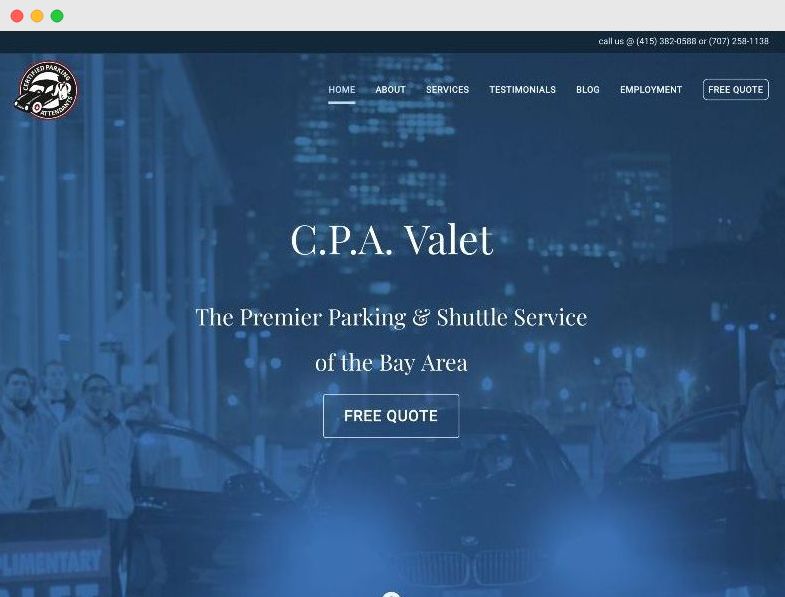 call us @ (415) 382-0588 or (707) 258-1138
CERTIFIED PARKING
ATTENDANTS
HOME ABOUT SERVICES TESTIMONIALS BLOG EMPLOYMENT FREE QUOTE
C.P.A. Valet
The Premier Parking & Shuttle Service
of the Bay Area
FREE QUOTE
LIMENTARY